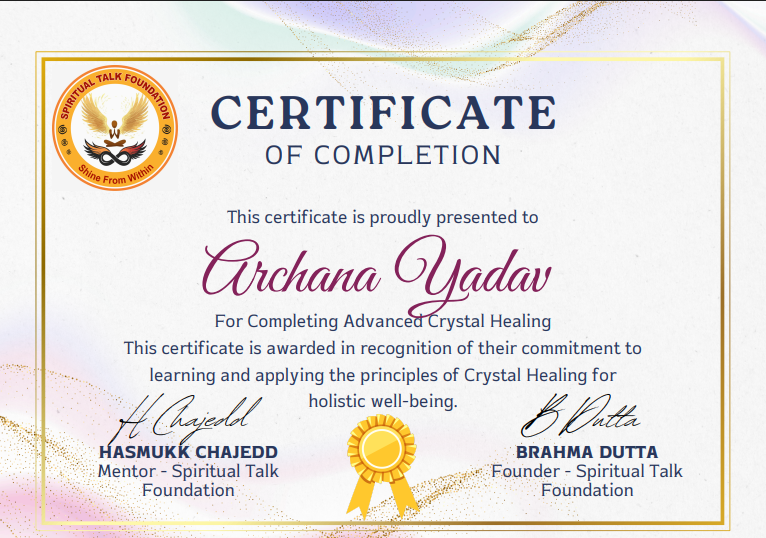 SPIRITUAL TALK FOUNDATION
Shine From Within
CERTIFICATE
OF COMPLETION
This certificate is proudly presented to
Archana Yadav
For Completing Advanced Crystal Healing
This certificate is awarded in recognition of their commitment to
learning and applying the principles of Crystal Healing for
holistic well-being.
H Chajedd
B Dutta
HASMUKK CHAJEDD
Mentor - Spiritual Talk
Foundation
BRAHMA DUTTA
Founder - Spiritual Talk
Foundation